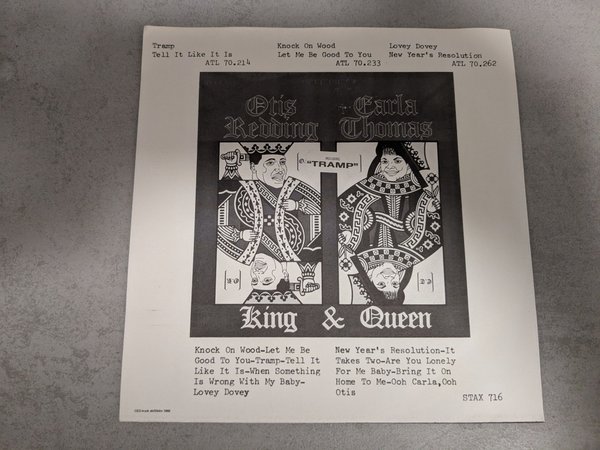 Tramp
Tell It Like It Is
ATL 70.214
Knock On Wood
Let Me Be Good To You
ATL 70.233
Lovey Dovey
New Year's Resolution
ATL 70.262
Otis Redding
Carla Thomas
INCLUDING
"TRAMP"
King & Queen
Knock On Wood-Let Me Be
Good To You-Tramp-Tell It
Like It Is-When Something
Is Wrong With My Baby-
Lovey Dovey
New Year's Resolution-It
Takes Two-Are You Lonely
For Me Baby-Bring It On
Home To Me-Ooh Carla,Ooh
Otis
STAX 716